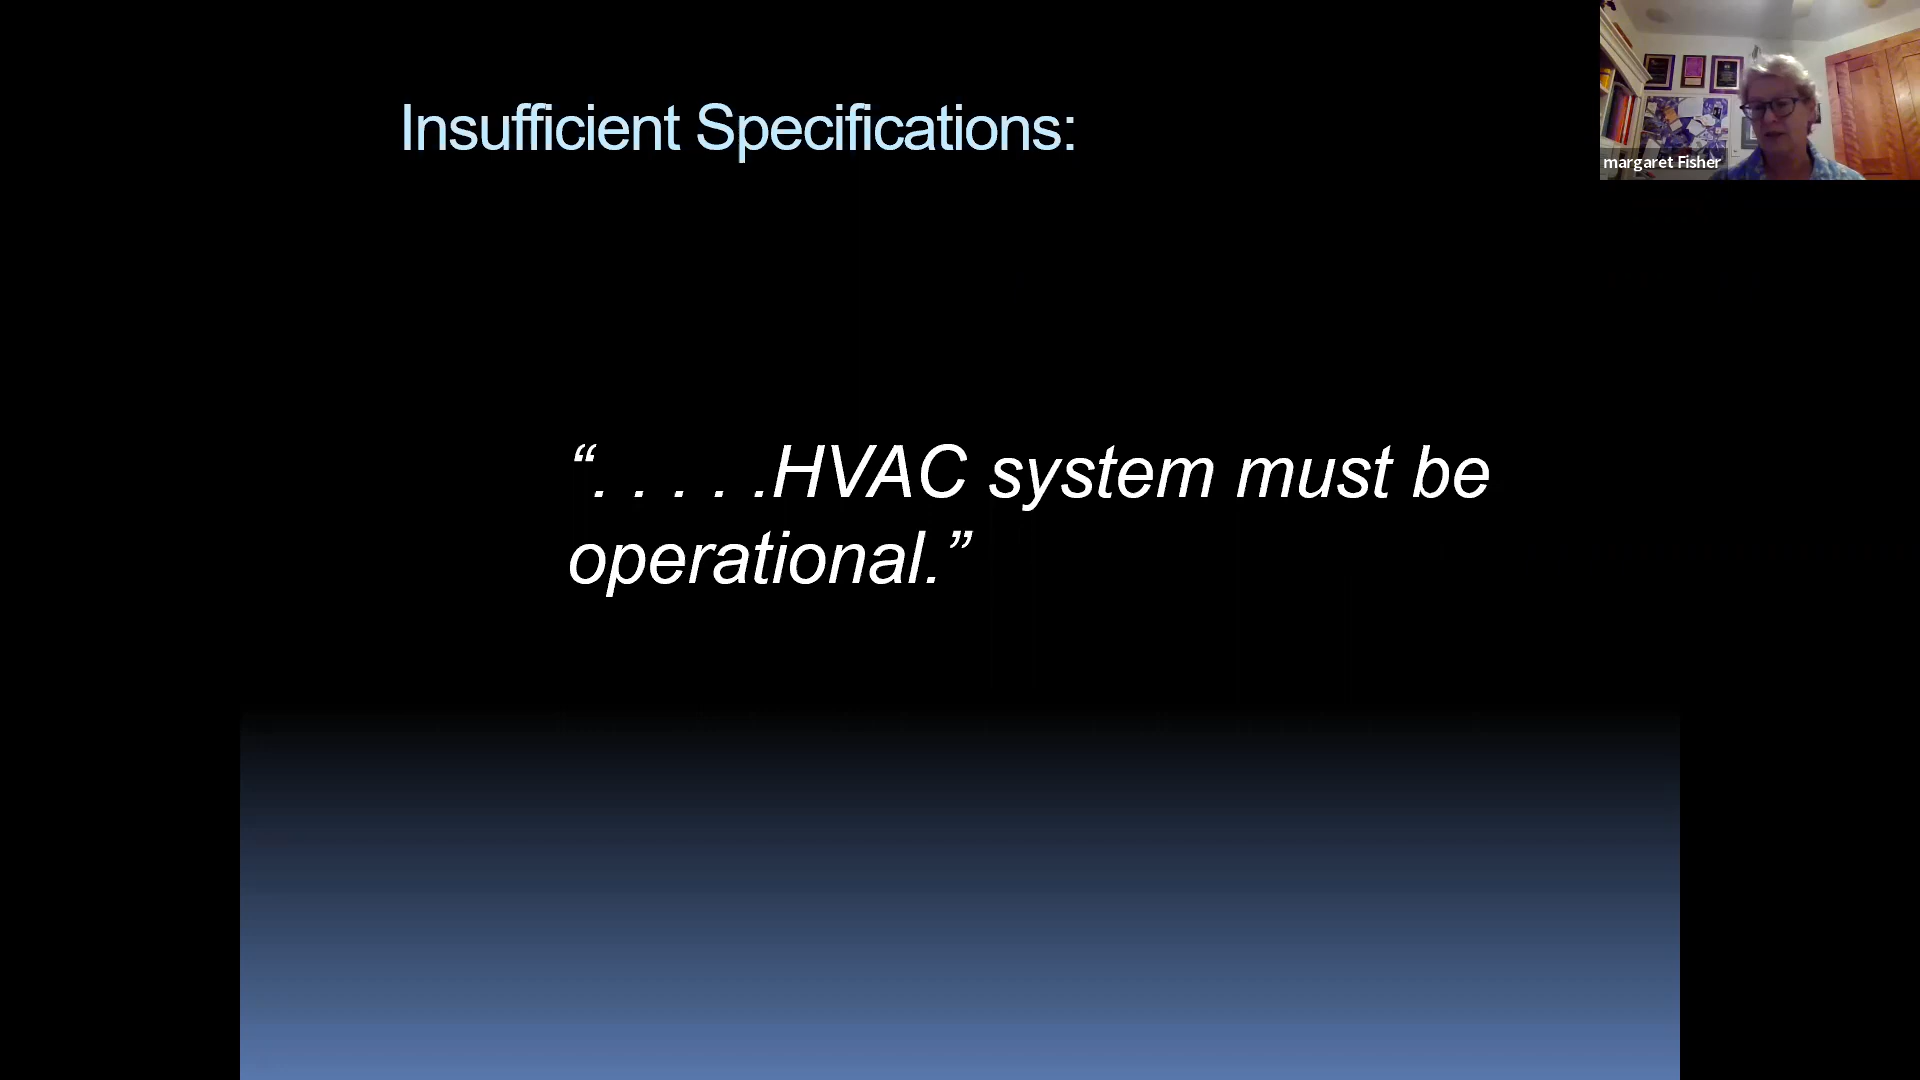 Insufficient Specifications:
“. . . . .HVAC system must be
operational.”
margaret Fisher